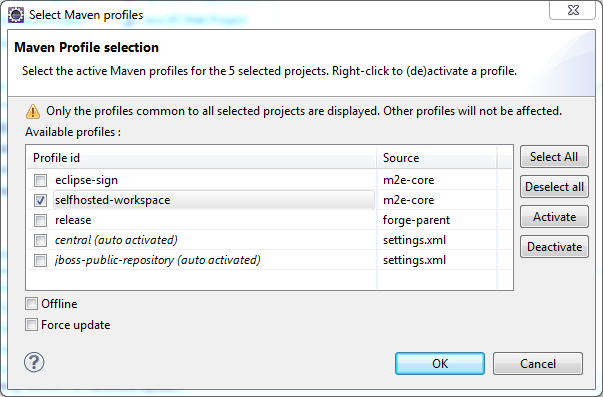 Select Maven profiles
Maven Profile selection
Select the active Maven profiles for the 5 selected projects. Right-click to (de)activate a profile.
Only the profiles common to all selected projects are displayed. Other profiles will not be affected.
Available profiles :
Profile id Source
eclipse-sign m2e-core
selfhosted-workspace m2e-core
release forge-parent
central (auto activated) settings.xml
jboss-public-repository (auto activated) settings.xml
Select All
Deselect all
Activate
Deactivate
Offline
Force update
OK Cancel